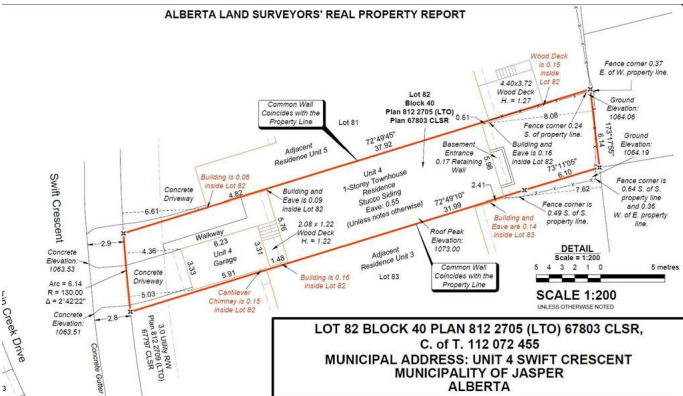 ALBERTA LAND SURVEYORS' REAL PROPERTY REPORT
Wood Deck
is 0.15
inside
Lot 82
4.40x3.72
Wood Deck
H. = 1.27
Fence corner 0.37
E. of W. property line.
Lot 82
Block 40
Plan 812 2705 (LTO)
Plan 67803 CLSR
Common Wall
Coincides with the
Property Line
Lot 81
72°49'45"
37.92
0.61
8.08
Fence corner 0.24
S. of property line.
Ground
Elevation:
1064.06
173°11'55"
6.14
Ground
Elevation:
1064.19
Adjacent
Residence Unit 5
Basement
Entrance
0.17 Retaining
Wall
5.98
Building and
Eave is 0.16
inside Lot 82
73°11'05"
6.10
7.62
2.41
Fence corner is
0.64 S. of S.
property line
and 0.36
W. of E. property
line.
Fence corner is
0.49 S. of S.
property line.
Building is 0.06
inside Lot 82
Unit 4
1-Storey Townhouse
Residence
Stucco Siding
Eave: 0.55
(Unless notes otherwise)
Swift Crescent
Concrete
Driveway
4.82
Building and
Eave is 0.09
inside Lot 82
72°49'10"
31.99
Building and
Eave are 0.14
inside Lot 83
6.61
2.9
Walkway
2.08 x 1.22
Wood Deck
H. = 1.22
5.76
Roof Peak
Elevation:
1073.00
Concrete
Elevation:
1063.53
4.36
6.23
Unit 4
Garage
3.33
3.31
5.91
1.48
Adjacent
Residence Unit 3
Lot 83
Common Wall
Coincides with the
Property Line
DETAIL
Scale = 1:200
5 4 3 2 1 0 5 metres
SCALE 1:200
UNLESS OTHERWISE NOTED
Concrete
Driveway
5.03
Arc = 6.14
R = 130.00
Δ = 2°42'22"
Building is 0.16
inside Lot 82
Cantilever
Chimney is 0.15
inside Lot 82
Concrete
Elevation:
1063.51
2.8
Creek Drive
Concrete Gutter
3.0 Utility R/W
Plan 812 2709 (LTO)
67797 CLSR
3
LOT 82 BLOCK 40 PLAN 812 2705 (LTO) 67803 CLSR,
C. of T. 112 072 455
MUNICIPAL ADDRESS: UNIT 4 SWIFT CRESCENT
MUNICIPALITY OF JASPER
ALBERTA